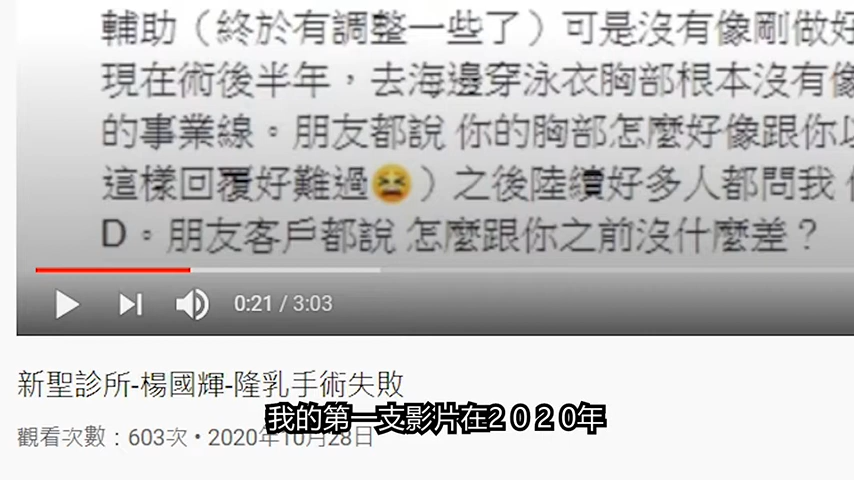 輔助（終於有調整一些了）可是沒有像剛做好
現在術後半年，去海邊穿泳衣胸部根本沒有像
的事業線。朋友都說 你的胸部怎麼好像跟你以
這樣回覆好難過😫）之後陸續好多人都問我
D。朋友客戶都說 怎麼跟你之前沒什麼差？
0:21 / 3:03
新聖診所-楊國輝-隆乳手術失敗
我的第一支影片在2020年
觀看次數：603次 • 2020年10月28日